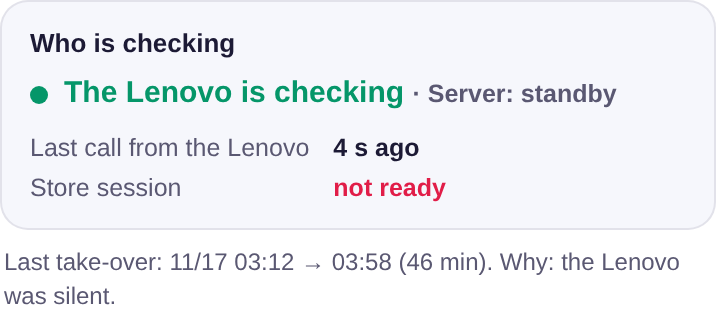 Who is checking
The Lenovo is checking · Server: standby
Last call from the Lenovo 4 s ago
Store session not ready
Last take-over: 11/17 03:12 → 03:58 (46 min). Why: the Lenovo
was silent.